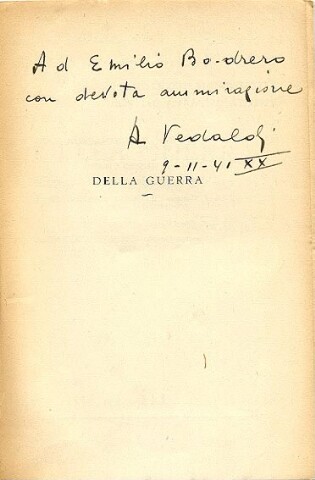 Ad Emilio Bodrero
con devota ammirazione
A Vedaldi
9-11-41 XX
DELLA GUERRA